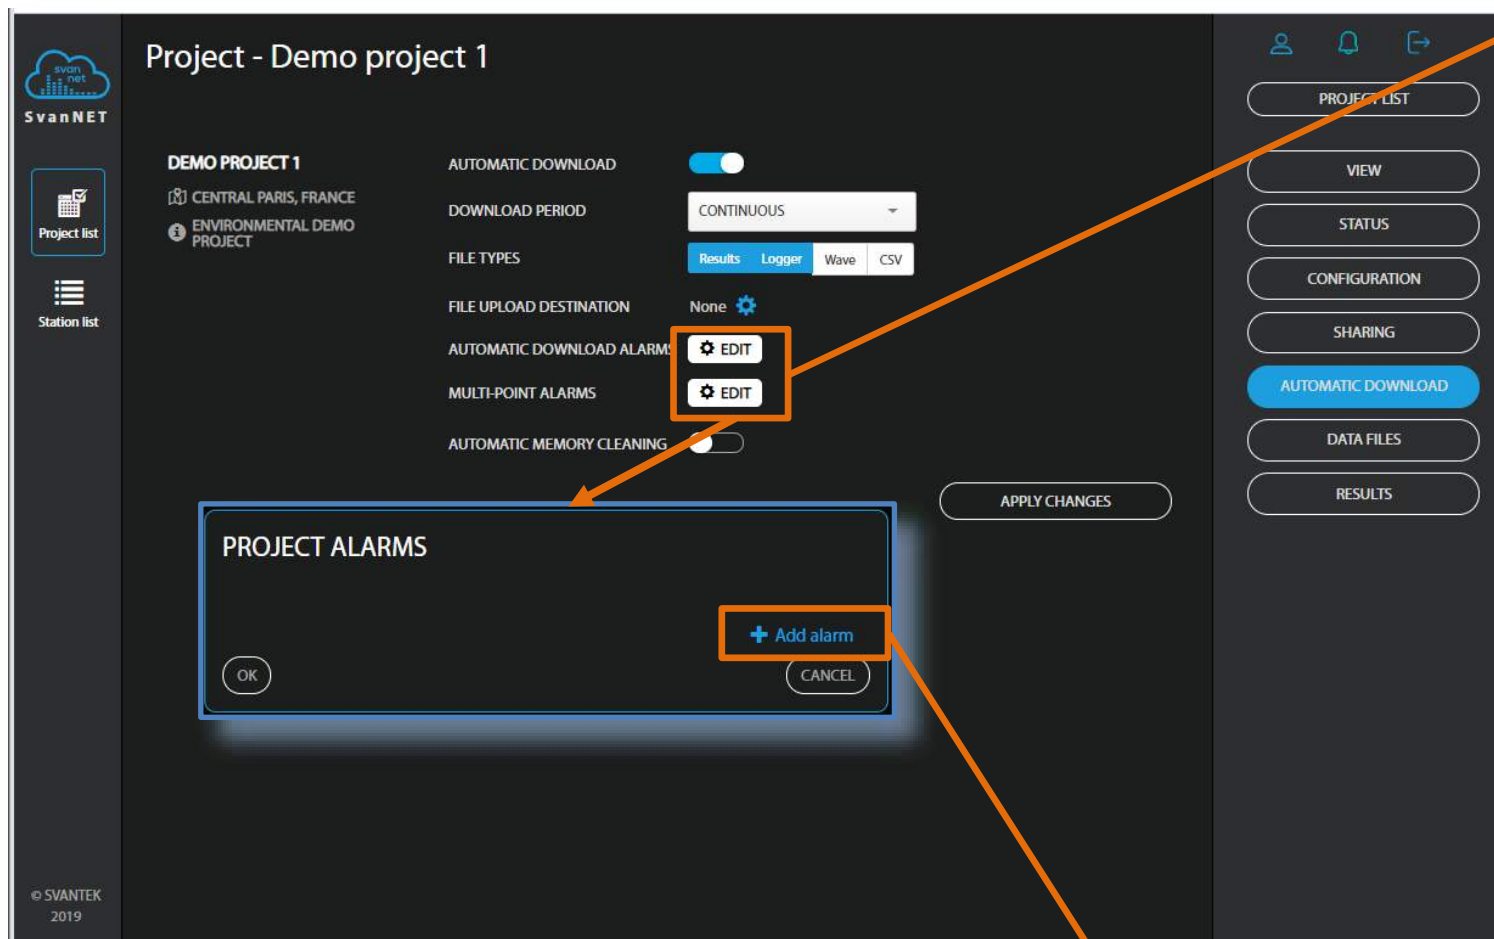 svan
net
SvanNET
Project list
Station list
© SVANTEK
2019
Project - Demo project 1
DEMO PROJECT 1
CENTRAL PARIS, FRANCE
ENVIRONMENTAL DEMO
PROJECT
AUTOMATIC DOWNLOAD
DOWNLOAD PERIOD CONTINUOUS
FILE TYPES Results Logger Wave CSV
FILE UPLOAD DESTINATION None
AUTOMATIC DOWNLOAD ALARMS EDIT
MULTI-POINT ALARMS EDIT
AUTOMATIC MEMORY CLEANING
APPLY CHANGES
PROJECT ALARMS
+ Add alarm
OK CANCEL
PROJECT LIST
VIEW
STATUS
CONFIGURATION
SHARING
AUTOMATIC DOWNLOAD
DATA FILES
RESULTS